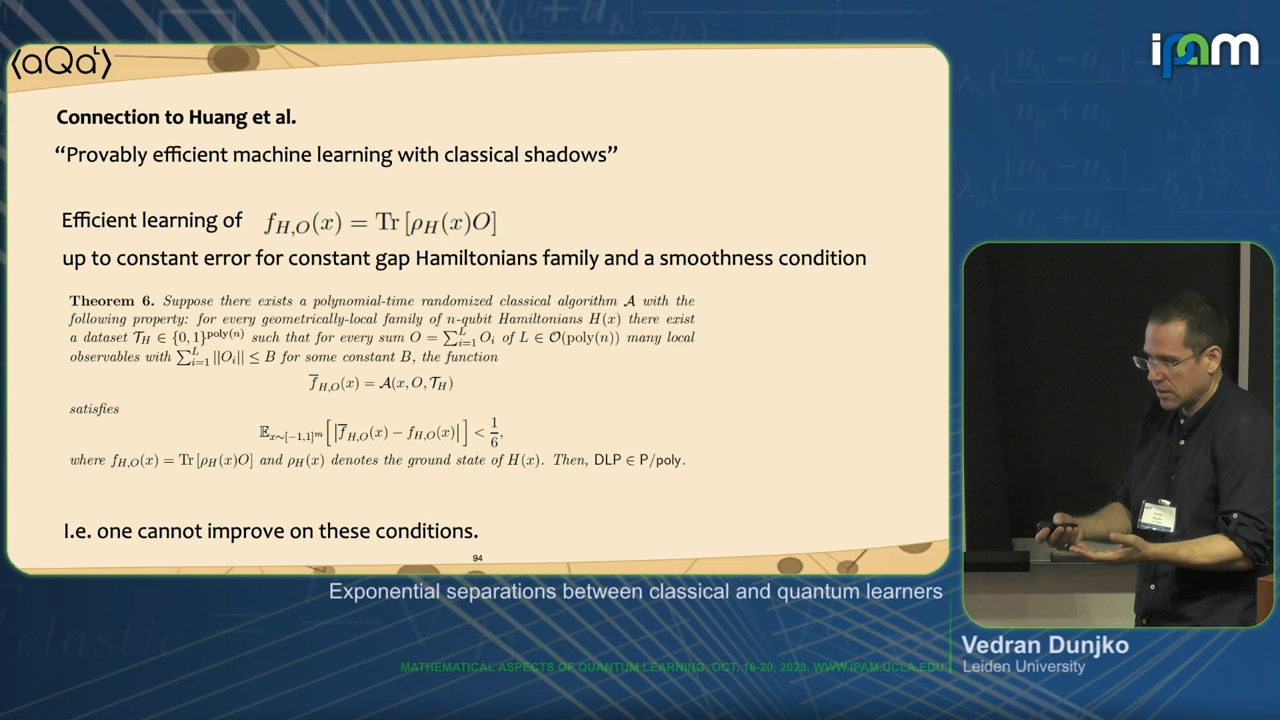 ⟨aQaᴸ⟩
ipam
Connection to Huang et al.
“Provably efficient machine learning with classical shadows”
Efficient learning of f_{H,O}(x) = Tr [ρ_H(x)O]
up to constant error for constant gap Hamiltonians family and a smoothness condition
Theorem 6. Suppose there exists a polynomial-time randomized classical algorithm 𝒜 with the
following property: for every geometrically-local family of n-qubit Hamiltonians H(x) there exist
a dataset 𝒯_H ∈ {0,1}^{poly(n)} such that for every sum O = ∑_{i=1}^{L} O_i of L ∈ 𝒪(poly(n)) many local
observables with ∑_{i=1}^{L} ||O_i|| ≤ B for some constant B, the function
f̅_{H,O}(x) = 𝒜(x, O, 𝒯_H)
satisfies
𝔼_{x∼[-1,1]^m} [ |f̅_{H,O}(x) − f_{H,O}(x)| ] < 1/6,
where f_{H,O}(x) = Tr [ρ_H(x)O] and ρ_H(x) denotes the ground state of H(x). Then, DLP ∈ P/poly.
I.e. one cannot improve on these conditions.
94
Exponential separations between classical and quantum learners
Vedran Dunjko
Leiden University
MATHEMATICAL ASPECTS OF QUANTUM LEARNING, OCT. 16-20, 2023, WWW.IPAM.UCLA.EDU